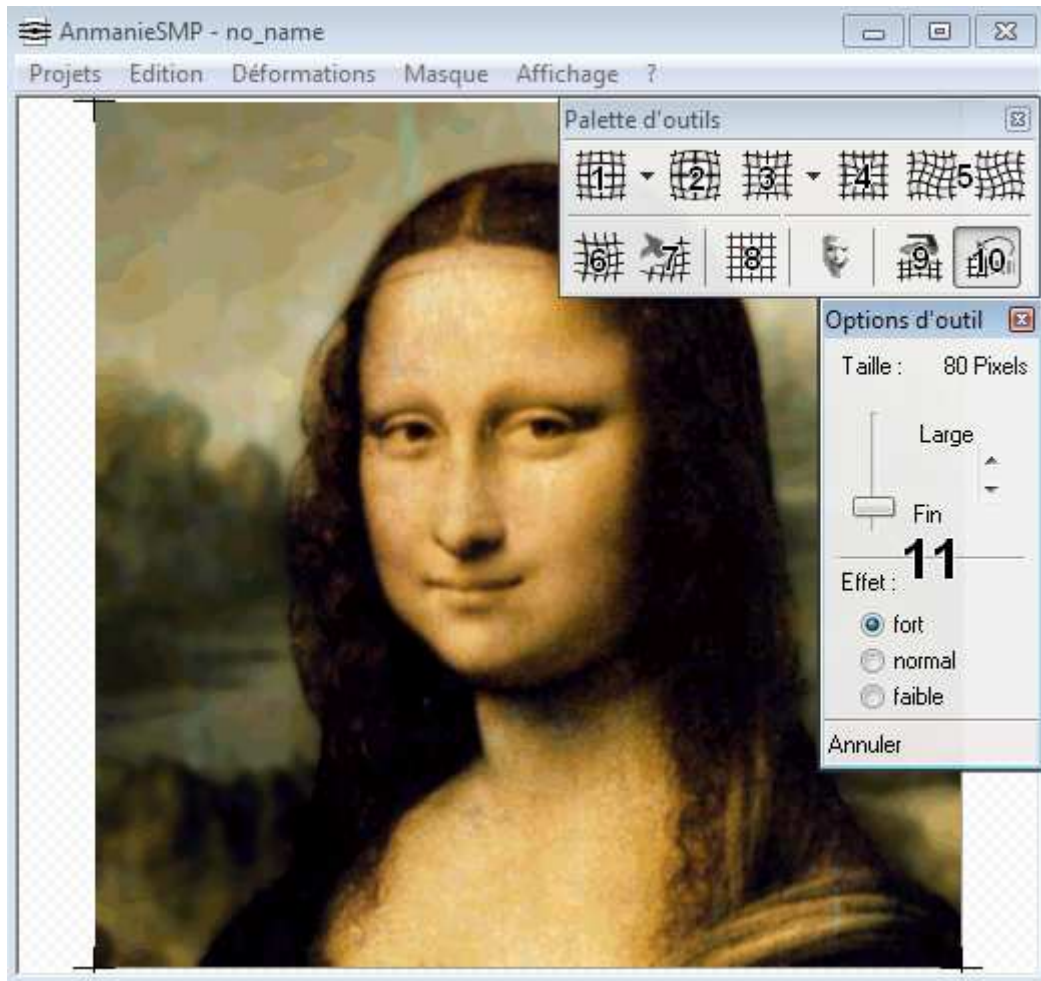 AnmanieSMP - no_name
Projets Edition Déformations Masque Affichage ?
Palette d'outils
1 2 3 4 5
6 7 8 9 10
Options d'outil
Taille : 80 Pixels
Large
Fin
11
Effet :
fort
normal
faible
Annuler